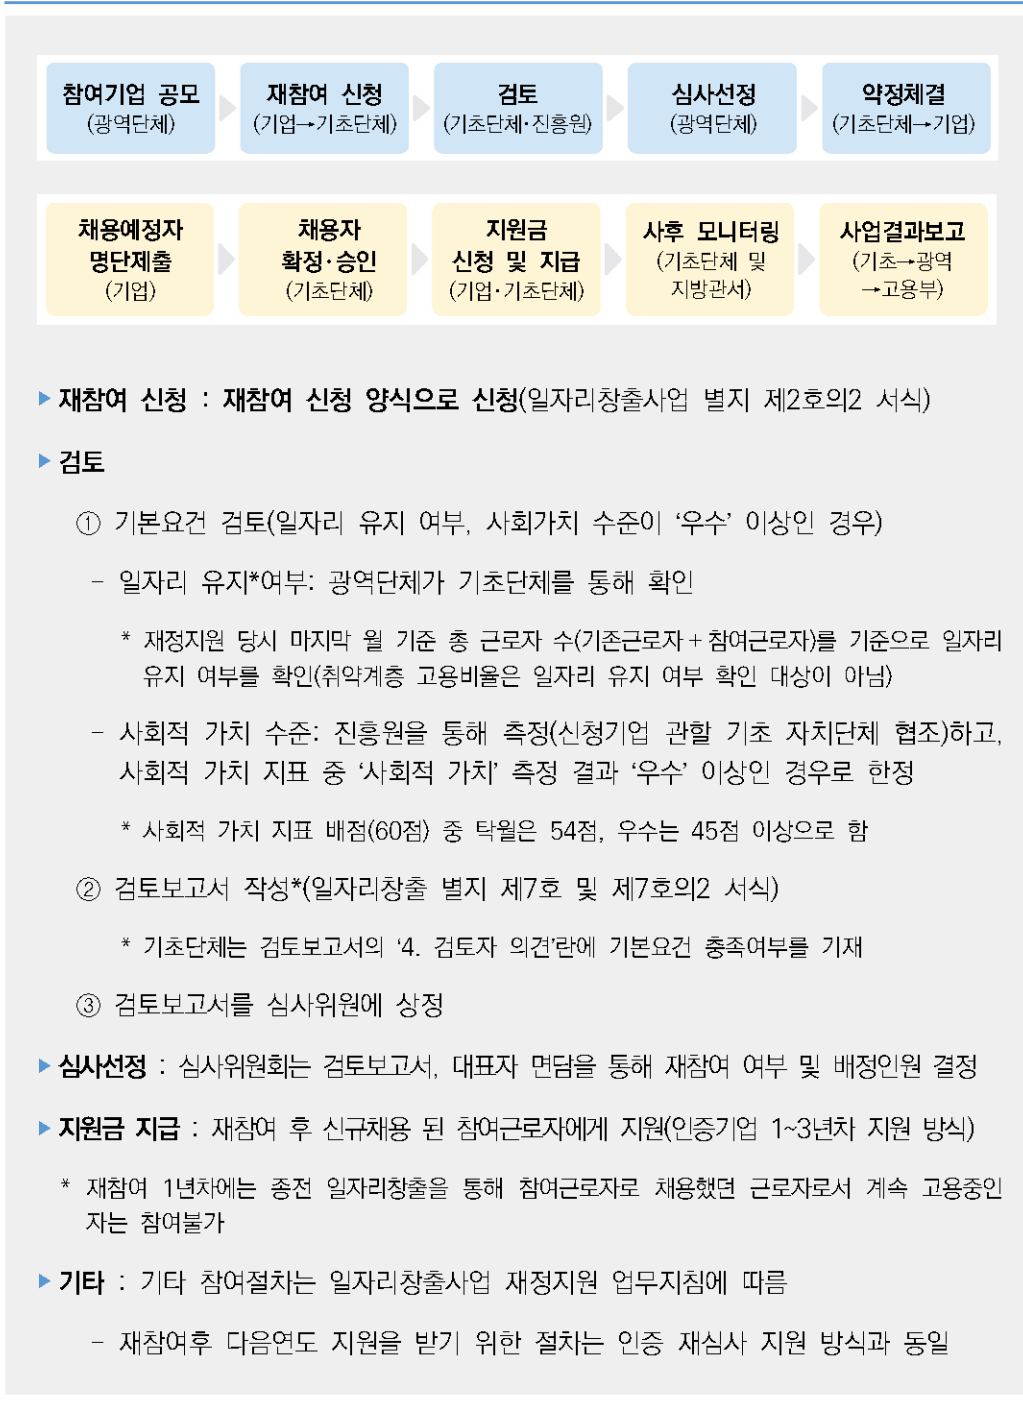 참여기업 공모
(광역단체)
재참여 신청
(기업→기초단체)
검토
(기초단체·진흥원)
심사선정
(광역단체)
약정체결
(기초단체→기업)
채용예정자
명단제출
(기업)
채용자
확정·승인
(기초단체)
지원금
신청 및 지급
(기업·기초단체)
사후 모니터링
(기초단체 및
지방관서)
사업결과보고
(기초→광역
→고용부)
▶ 재참여 신청 : 재참여 신청 양식으로 신청(일자리창출사업 별지 제2호의2 서식)
▶ 검토
① 기본요건 검토(일자리 유지 여부, 사회가치 수준이 ‘우수’ 이상인 경우)
- 일자리 유지*여부: 광역단체가 기초단체를 통해 확인
* 재정지원 당시 마지막 월 기준 총 근로자 수(기존근로자+참여근로자)를 기준으로 일자리
유지 여부를 확인(취약계층 고용비율은 일자리 유지 여부 확인 대상이 아님)
- 사회적 가치 수준: 진흥원을 통해 측정(신청기업 관할 기초 자치단체 협조)하고,
사회적 가치 지표 중 ‘사회적 가치’ 측정 결과 ‘우수’ 이상인 경우로 한정
* 사회적 가치 지표 배점(60점) 중 탁월은 54점, 우수는 45점 이상으로 함
② 검토보고서 작성*(일자리창출 별지 제7호 및 제7호의2 서식)
* 기초단체는 검토보고서의 ‘4. 검토자 의견’란에 기본요건 충족여부를 기재
③ 검토보고서를 심사위원에 상정
▶ 심사선정 : 심사위원회는 검토보고서, 대표자 면담을 통해 재참여 여부 및 배정인원 결정
▶ 지원금 지급 : 재참여 후 신규채용 된 참여근로자에게 지원(인증기업 1~3년차 지원 방식)
* 재참여 1년차에는 종전 일자리창출을 통해 참여근로자로 채용했던 근로자로서 계속 고용중인
자는 참여불가
▶ 기타 : 기타 참여절차는 일자리창출사업 재정지원 업무지침에 따름
- 재참여후 다음연도 지원을 받기 위한 절차는 인증 재심사 지원 방식과 동일